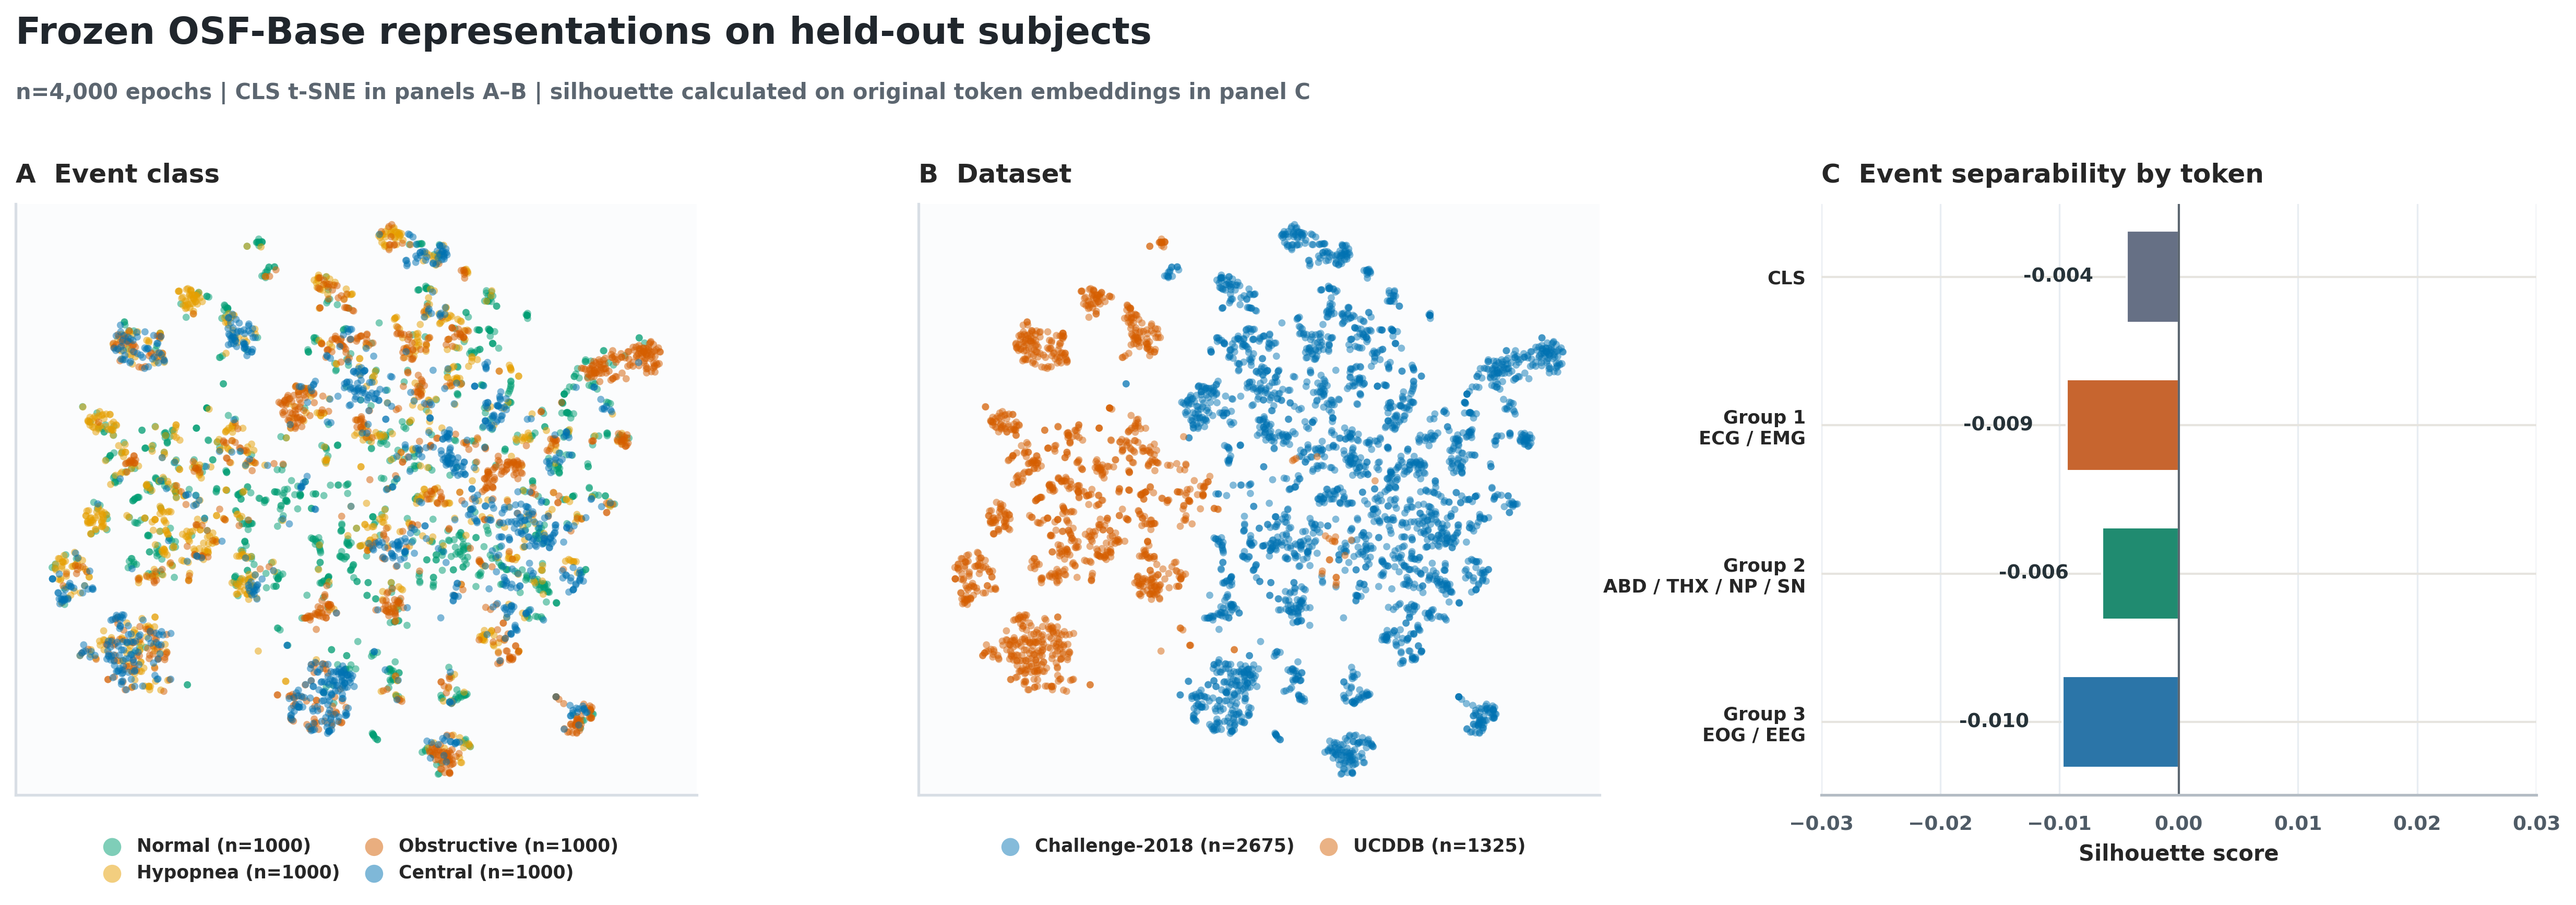 Frozen OSF-Base representations on held-out subjects
n=4,000 epochs | CLS t-SNE in panels A–B | silhouette calculated on original token embeddings in panel C
A Event class
Normal (n=1000)
Obstructive (n=1000)
Hypopnea (n=1000)
Central (n=1000)
B Dataset
Challenge-2018 (n=2675)
UCDDB (n=1325)
C Event separability by token
CLS
-0.004
Group 1
ECG / EMG
-0.009
Group 2
ABD / THX / NP / SN
-0.006
Group 3
EOG / EEG
-0.010
−0.03
−0.02
−0.01
0.00
0.01
0.02
0.03
Silhouette score